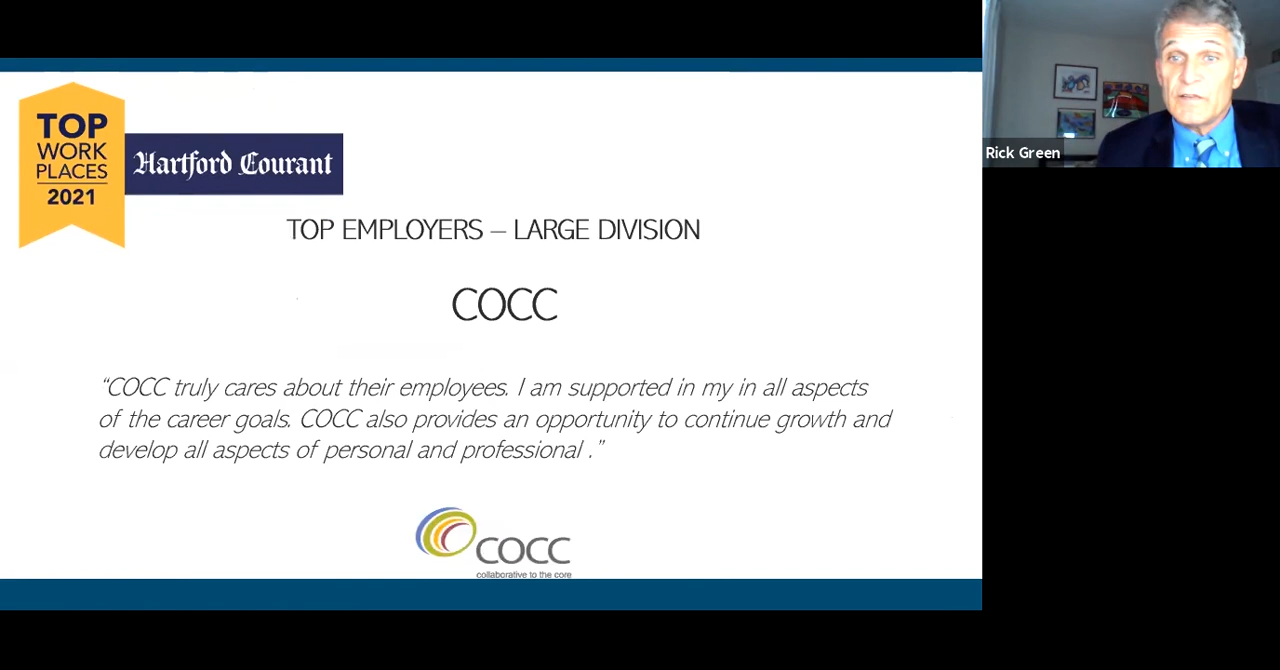 TOP
WORK
PLACES
2021
Hartford Courant
Rick Green
TOP EMPLOYERS – LARGE DIVISION
COCC
“COCC truly cares about their employees. I am supported in my in all aspects
of the career goals. COCC also provides an opportunity to continue growth and
develop all aspects of personal and professional .”
COCC
collaborative to the core